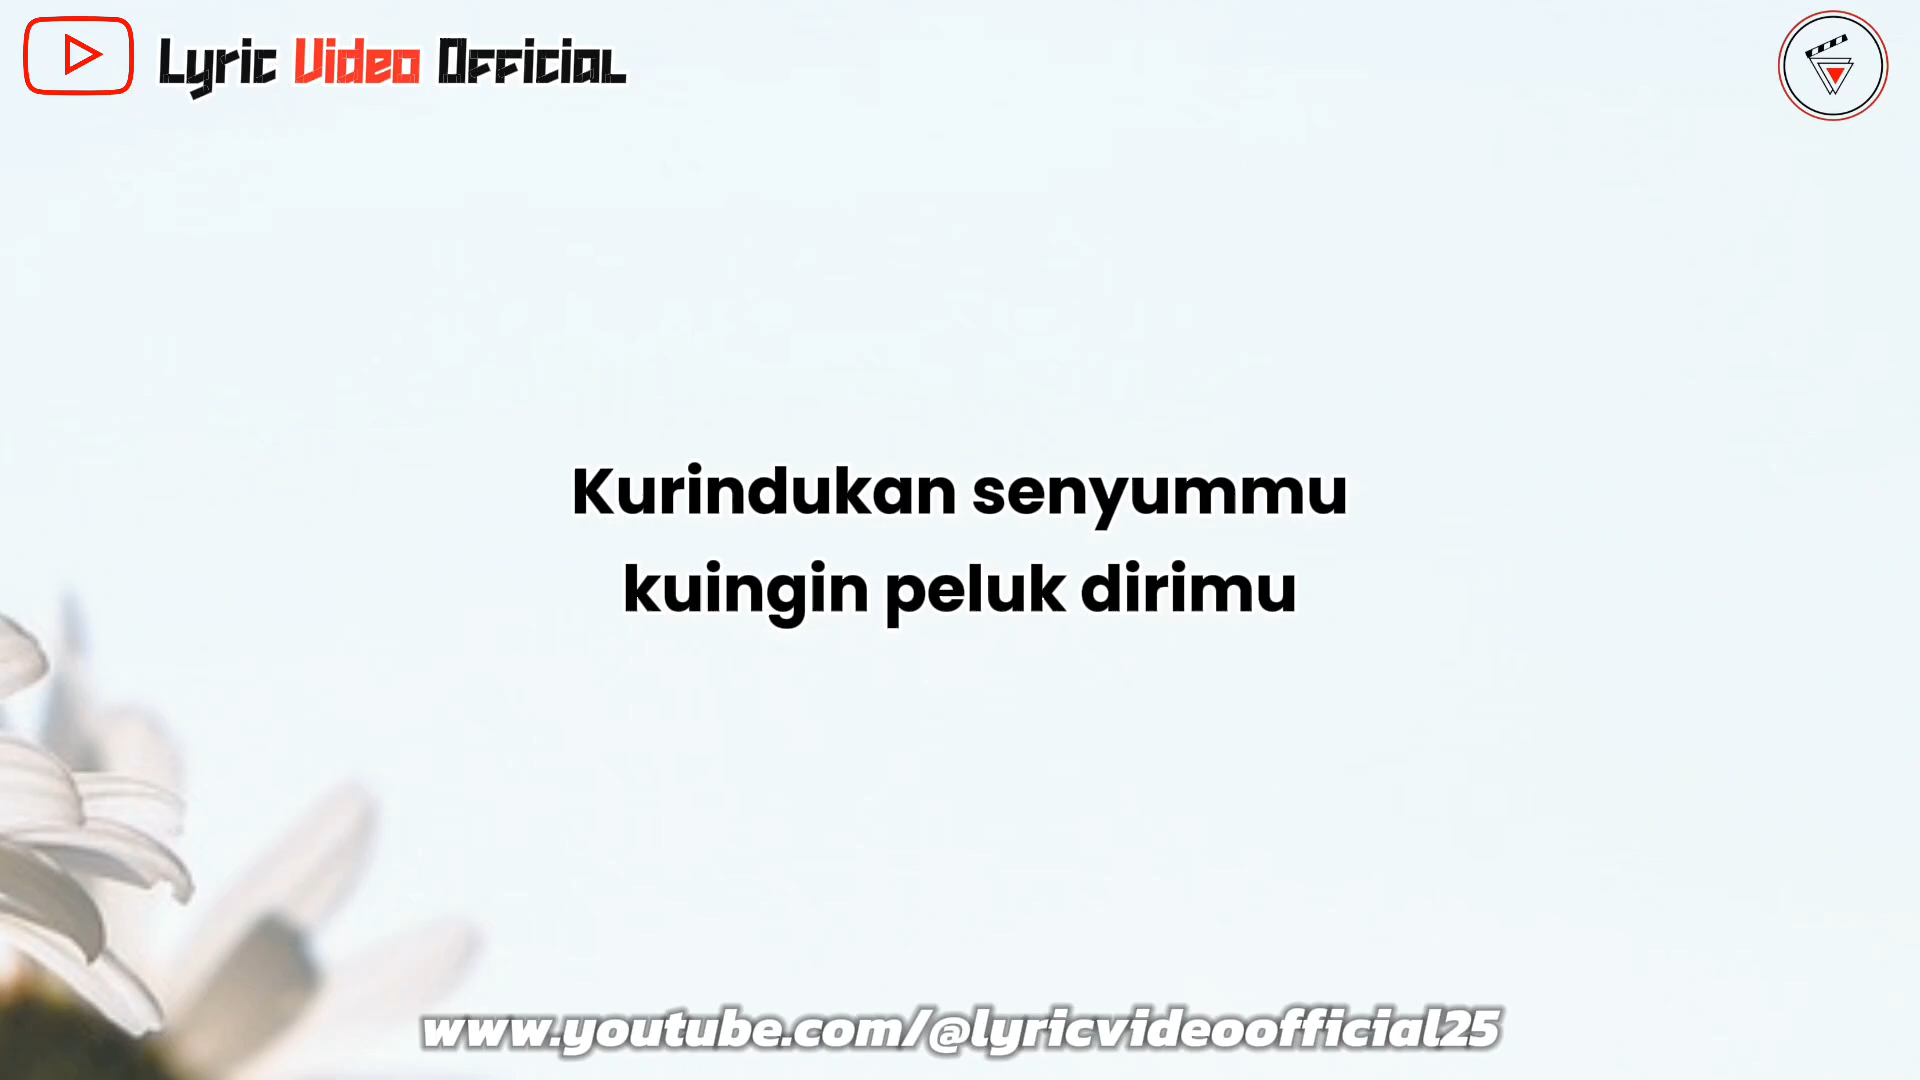 Lyric Video Official
Kurindukan senyummu
kuingin peluk dirimu
www.youtube.com/@lyricvideoofficial25